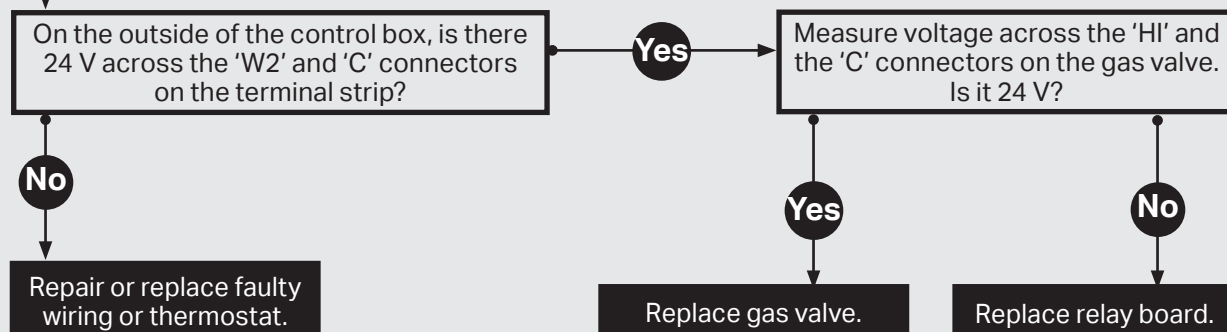 On the outside of the control box, is there
24 V across the ‘W2’ and ‘C’ connectors
on the terminal strip?
Yes
Measure voltage across the ‘HI’ and
the ‘C’ connectors on the gas valve.
Is it 24 V?
No
Yes
No
Repair or replace faulty
wiring or thermostat.
Replace gas valve.
Replace relay board.